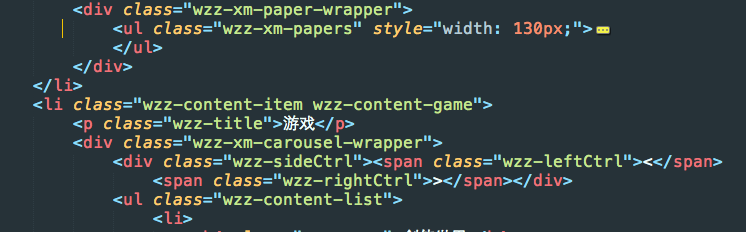 <div class="wzz-xm-paper-wrapper">
<ul class="wzz-xm-papers" style="width: 130px;">
</ul>
</div>
</li>
<li class="wzz-content-item wzz-content-game">
<p class="wzz-title">游戏</p>
<div class="wzz-xm-carousel-wrapper">
<div class="wzz-sideCtrl"><span class="wzz-leftCtrl"><</span>
<span class="wzz-rightCtrl">></span></div>
<ul class="wzz-content-list">
<li>